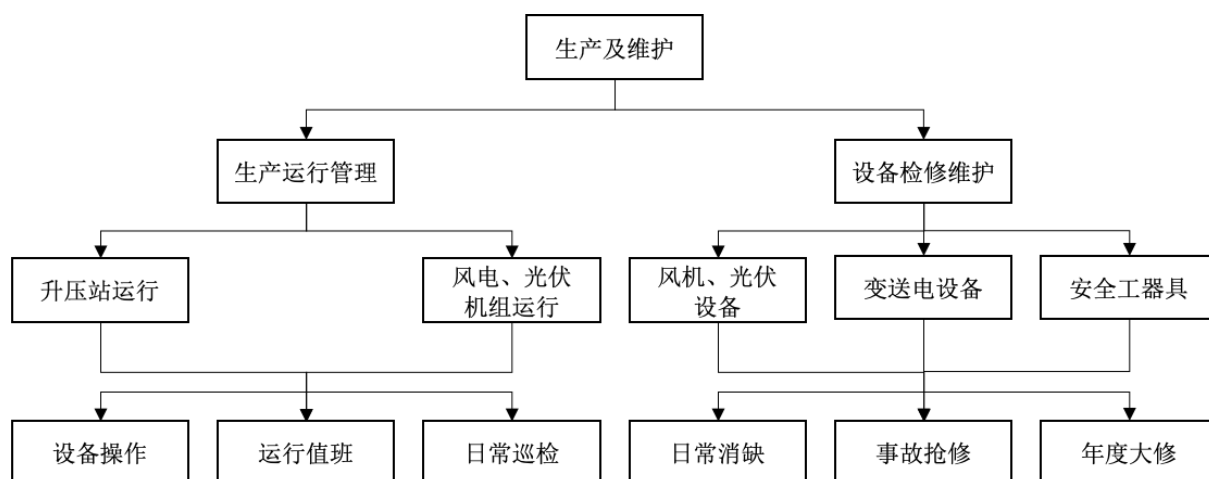 生产及维护
生产运行管理
设备检修维护
升压站运行
风电、光伏
机组运行
风机、光伏
设备
变送电设备
安全工器具
设备操作
运行值班
日常巡检
日常消缺
事故抢修
年度大修